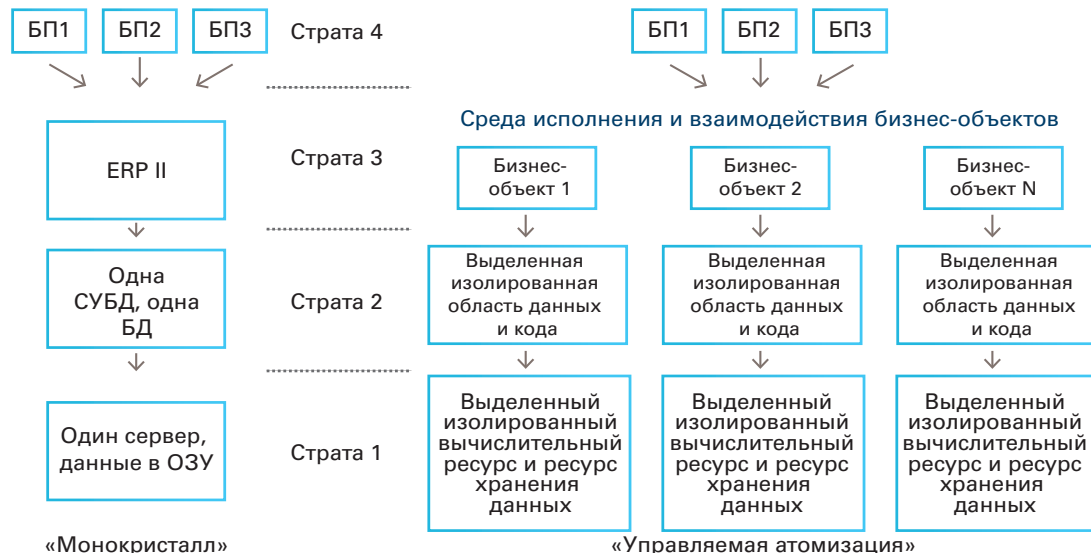 БП1
БП2
БП3
Страта 4
БП1
БП2
БП3
Среда исполнения и взаимодействия бизнес-объектов
ERP II
Страта 3
Бизнес-
объект 1
Бизнес-
объект 2
Бизнес-
объект N
Одна
СУБД, одна
БД
Страта 2
Выделенная
изолированная
область данных
и кода
Выделенная
изолированная
область данных
и кода
Выделенная
изолированная
область данных
и кода
Один сервер,
данные в ОЗУ
Страта 1
Выделенный
изолированный
вычислительный
ресурс и ресурс
хранения
данных
Выделенный
изолированный
вычислительный
ресурс и ресурс
хранения
данных
Выделенный
изолированный
вычислительный
ресурс и ресурс
хранения
данных
«Монокристалл»
«Управляемая атомизация»